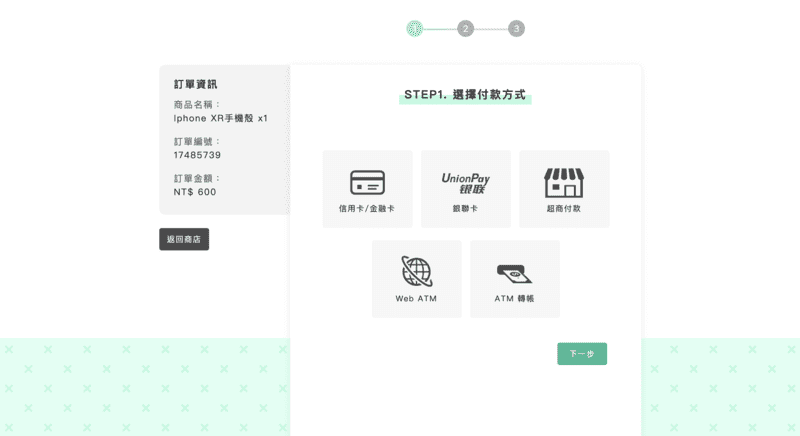 1
2
3
訂單資訊
商品名稱：
Iphone XR手機殼 x1
訂單編號：
17485739
訂單金額：
NT$ 600
返回商店
STEP1. 選擇付款方式
信用卡/金融卡
UnionPay
银联
銀聯卡
超商付款
Web ATM
ATM 轉帳
下一步